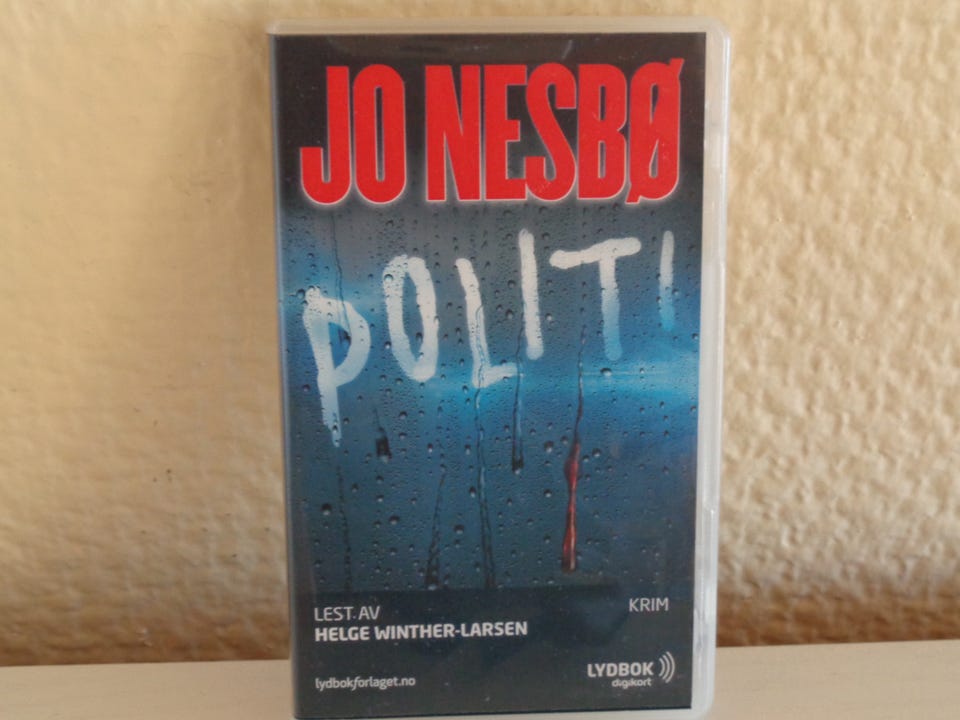 JO NESBØ
POLITI
LEST AV
HELGE WINTHER-LARSEN
KRIM
lydbokforlaget.no
LYDBOK
digikort